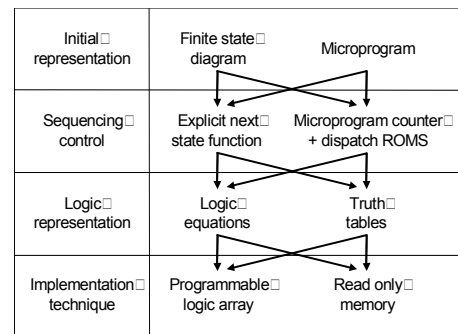 Initial□
representation
Finite state□
diagram
Microprogram
Sequencing□
control
Explicit next□
state function
Microprogram counter□
+ dispatch ROMS
Logic□
representation
Logic□
equations
Truth□
tables
Implementation□
technique
Programmable□
logic array
Read only□
memory